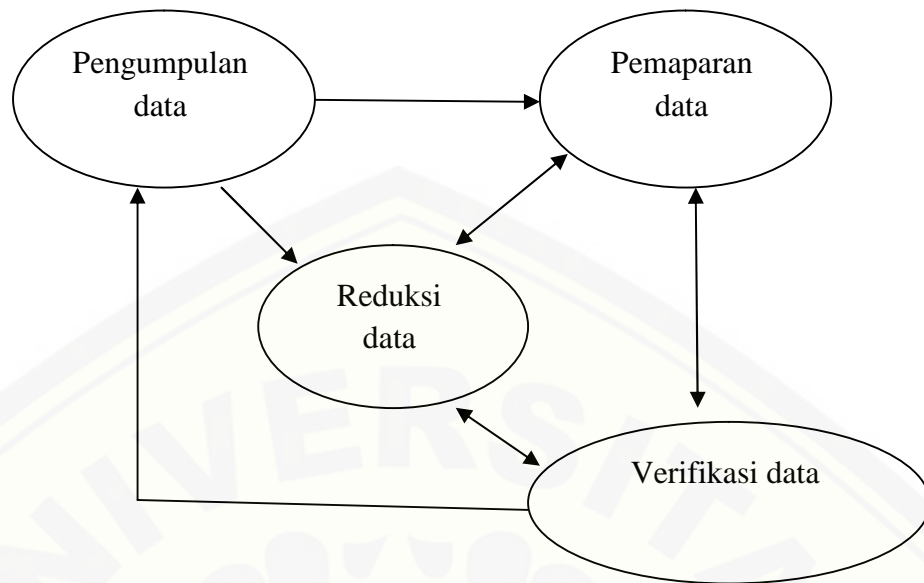 Pengumpulan
data
Pemaparan
data
Reduksi
data
Verifikasi data